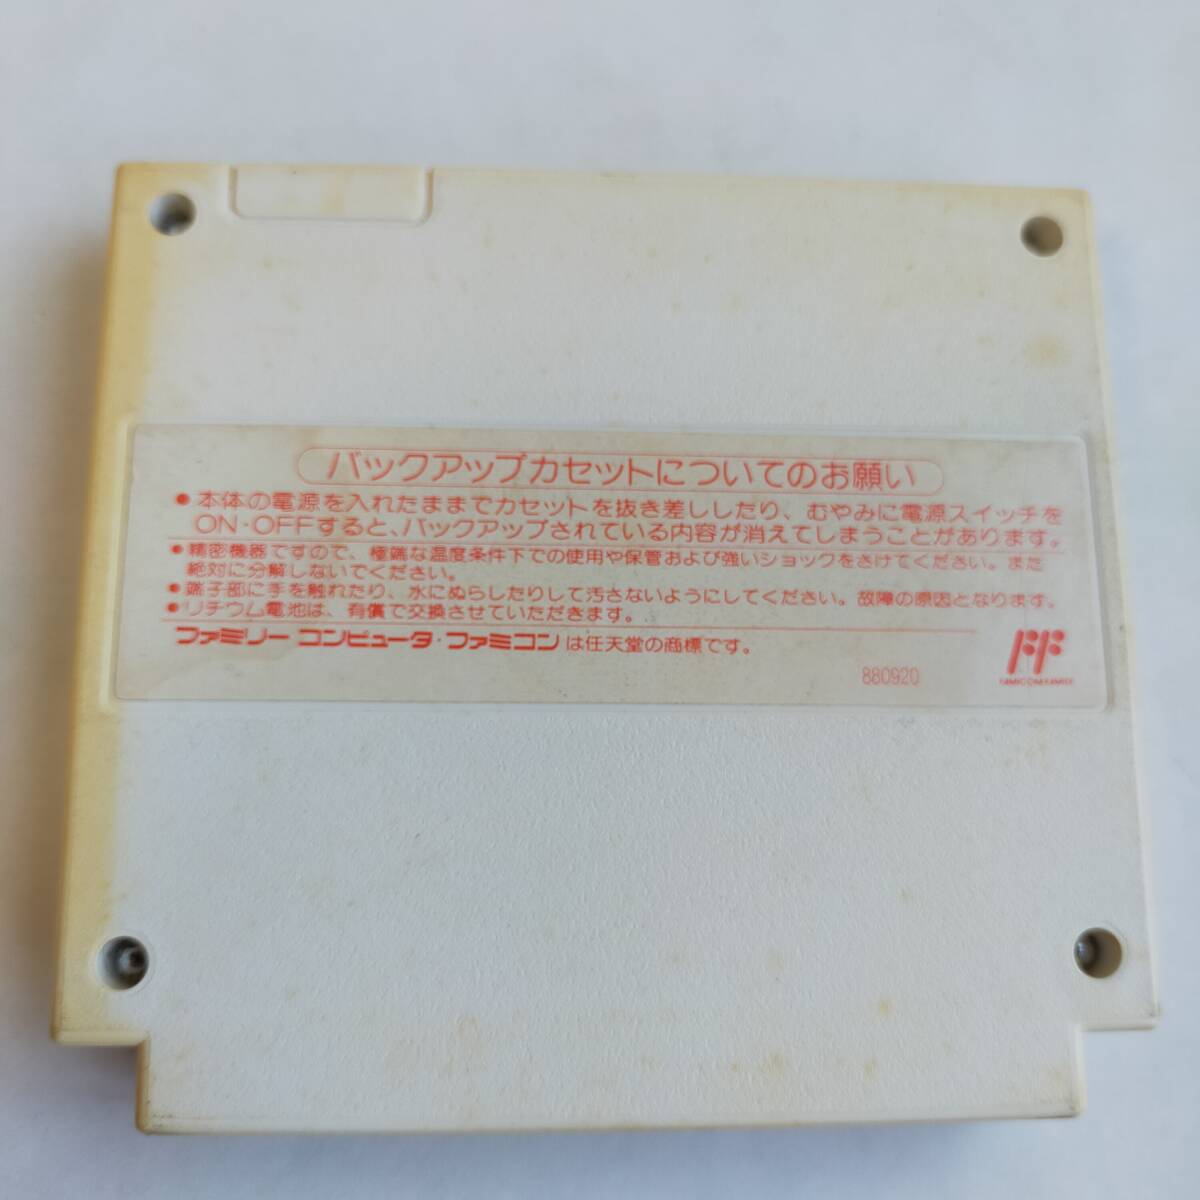 バックアップカセットについてのお願い
●本体の電源を入れたままでカセットを抜き差ししたり、むやみに電源スイッチを
ON・OFFすると、バックアップされている内容が消えてしまうことがあります。
●精密機器ですので、極端な温度条件下での使用や保管および強いショックをさけてください。また
絶対に分解しないでください。
●端子部に手を触れたり、水にぬらしたりして汚さないようにしてください。故障の原因となります。
●リチウム電池は、有償で交換させていただきます。
ファミリー コンピュータ・ファミコンは任天堂の商標です。
880920
FF